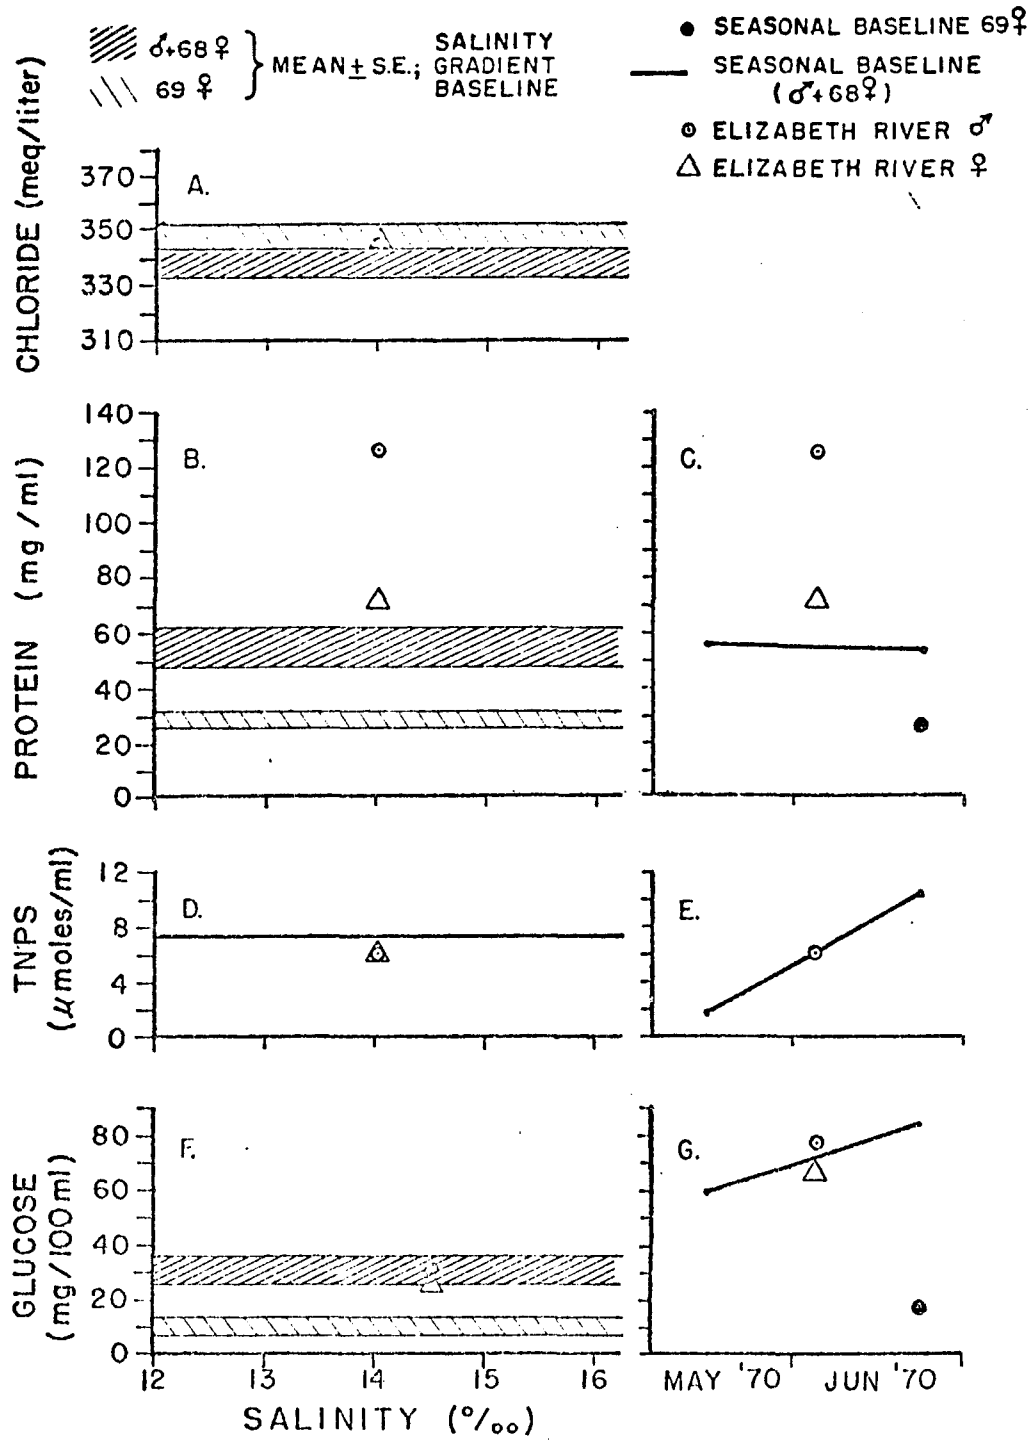 ♂+68♀
69 ♀
} MEAN ± S.E.;
SALINITY
GRADIENT
BASELINE
SEASONAL BASELINE 69♀
SEASONAL BASELINE
(♂+68♀)
ELIZABETH RIVER ♂
ELIZABETH RIVER ♀
CHLORIDE (meq/liter)
370
350
330
310
A.
PROTEIN (mg/ml)
140
120
100
80
60
40
20
0
B.
C.
TNPS
(μmoles/ml)
12
8
4
0
D.
E.
GLUCOSE
(mg/100ml)
80
60
40
20
0
F.
G.
12 13 14 15 16
SALINITY (‰)
MAY '70 JUN '70